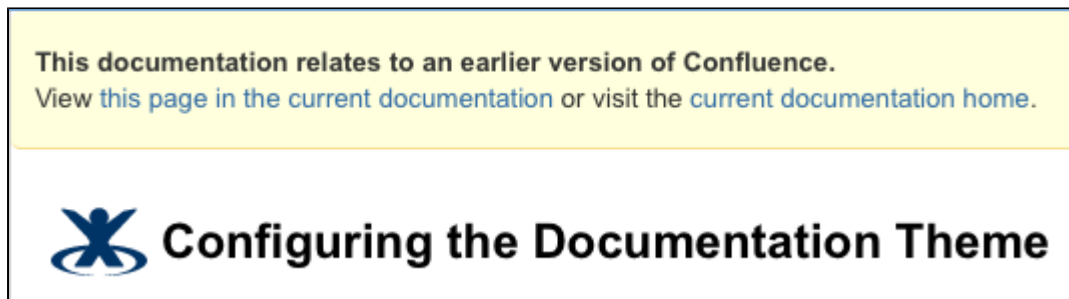 This documentation relates to an earlier version of Confluence.
View this page in the current documentation or visit the current documentation home.
Configuring the Documentation Theme